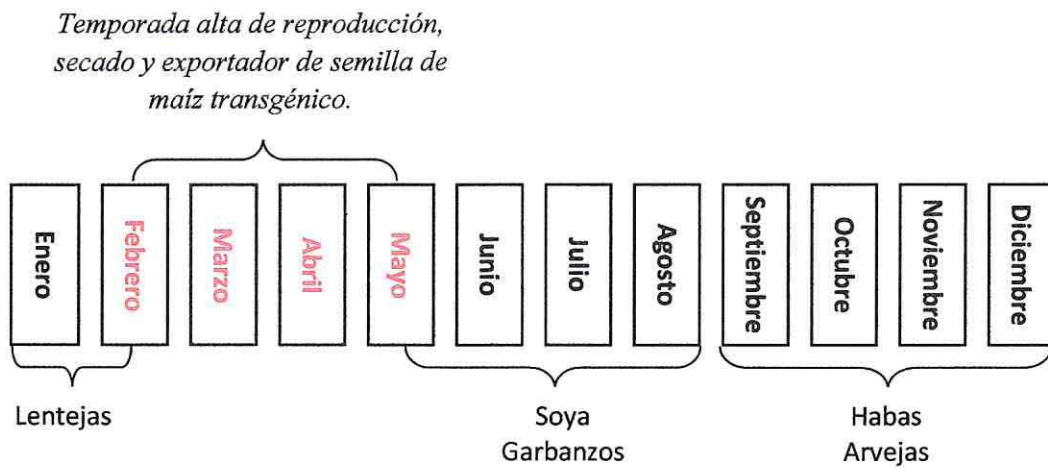 Temporada alta de reproducción,
secado y exportador de semilla de
maíz transgénico.
Enero
Febrero
Marzo
Abril
Mayo
Junio
Julio
Agosto
Septiembre
Octubre
Noviembre
Diciembre
Lentejas
Soya
Garbanzos
Habas
Arvejas